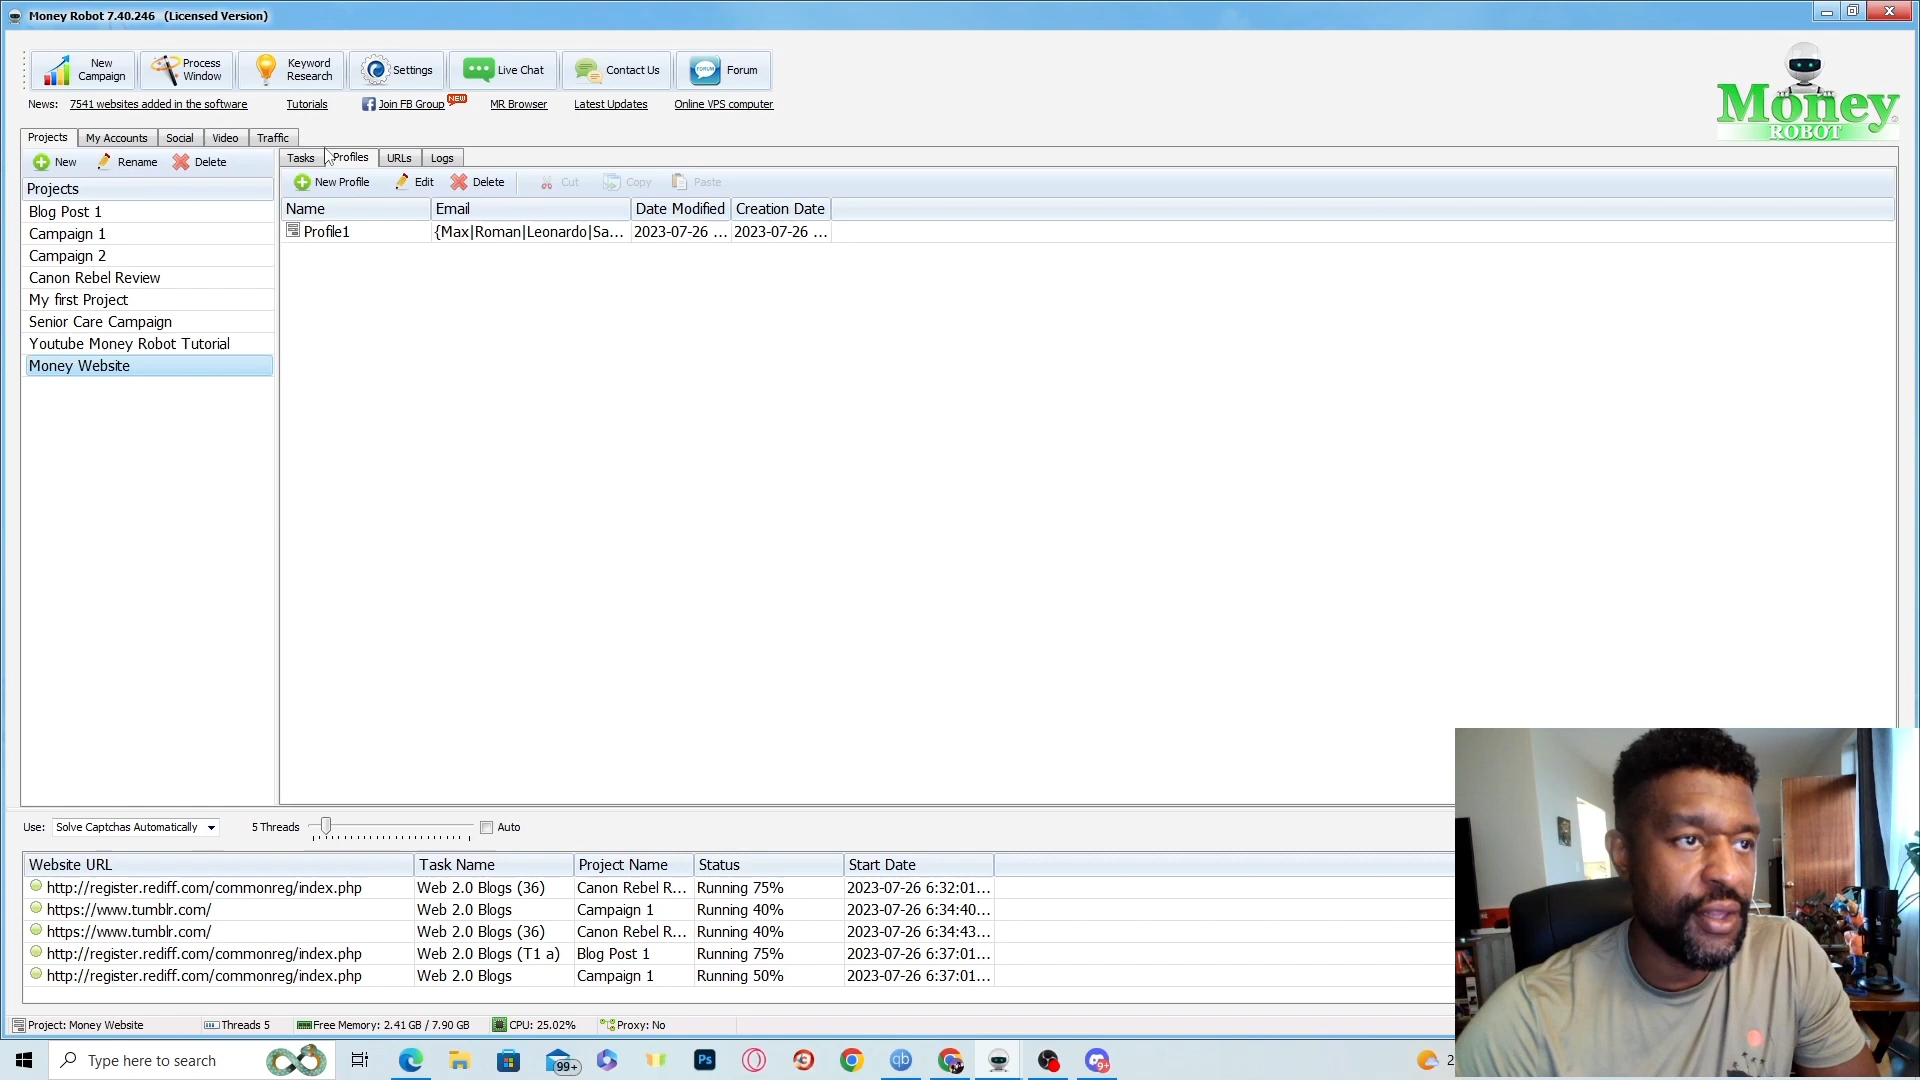 Money Robot 7.40.246   (Licensed Version)
New Campaign
Process Window
Keyword Research
Settings
Live Chat
Contact Us
FORUM
Forum
News:
7541 websites added in the software
Tutorials
Join FB Group
NEW
MR Browser
Latest Updates
Online VPS computer
Money
ROBOT
Projects
My Accounts
Social
Video
Traffic
New
Rename
Delete
Tasks
Profiles
URLs
Logs
New Profile
Edit
Delete
Cut
Copy
Paste
Projects
Blog Post 1
Campaign 1
Campaign 2
Canon Rebel Review
My first Project
Senior Care Campaign
Youtube Money Robot Tutorial
Money Website
Name Email Date Modified Creation Date
Profile1 {Max|Roman|Leonardo|Sa... 2023-07-26 ... 2023-07-26 ...
Use: Solve Captchas Automatically 5 Threads Auto
Website URL Task Name Project Name Status Start Date
http://register.rediff.com/commonreg/index.php Web 2.0 Blogs (36) Canon Rebel R... Running 75% 2023-07-26 6:32:01...
https://www.tumblr.com/ Web 2.0 Blogs Campaign 1 Running 40% 2023-07-26 6:34:40...
https://www.tumblr.com/ Web 2.0 Blogs (36) Canon Rebel R... Running 40% 2023-07-26 6:34:43...
http://register.rediff.com/commonreg/index.php Web 2.0 Blogs (T1 a) Blog Post 1 Running 75% 2023-07-26 6:37:01...
http://register.rediff.com/commonreg/index.php Web 2.0 Blogs Campaign 1 Running 50% 2023-07-26 6:37:01...
Project: Money Website Threads 5 Free Memory: 2.41 GB / 7.90 GB CPU: 25.02% Proxy: No
Type here to search
99+
Ps
qb
9+
2